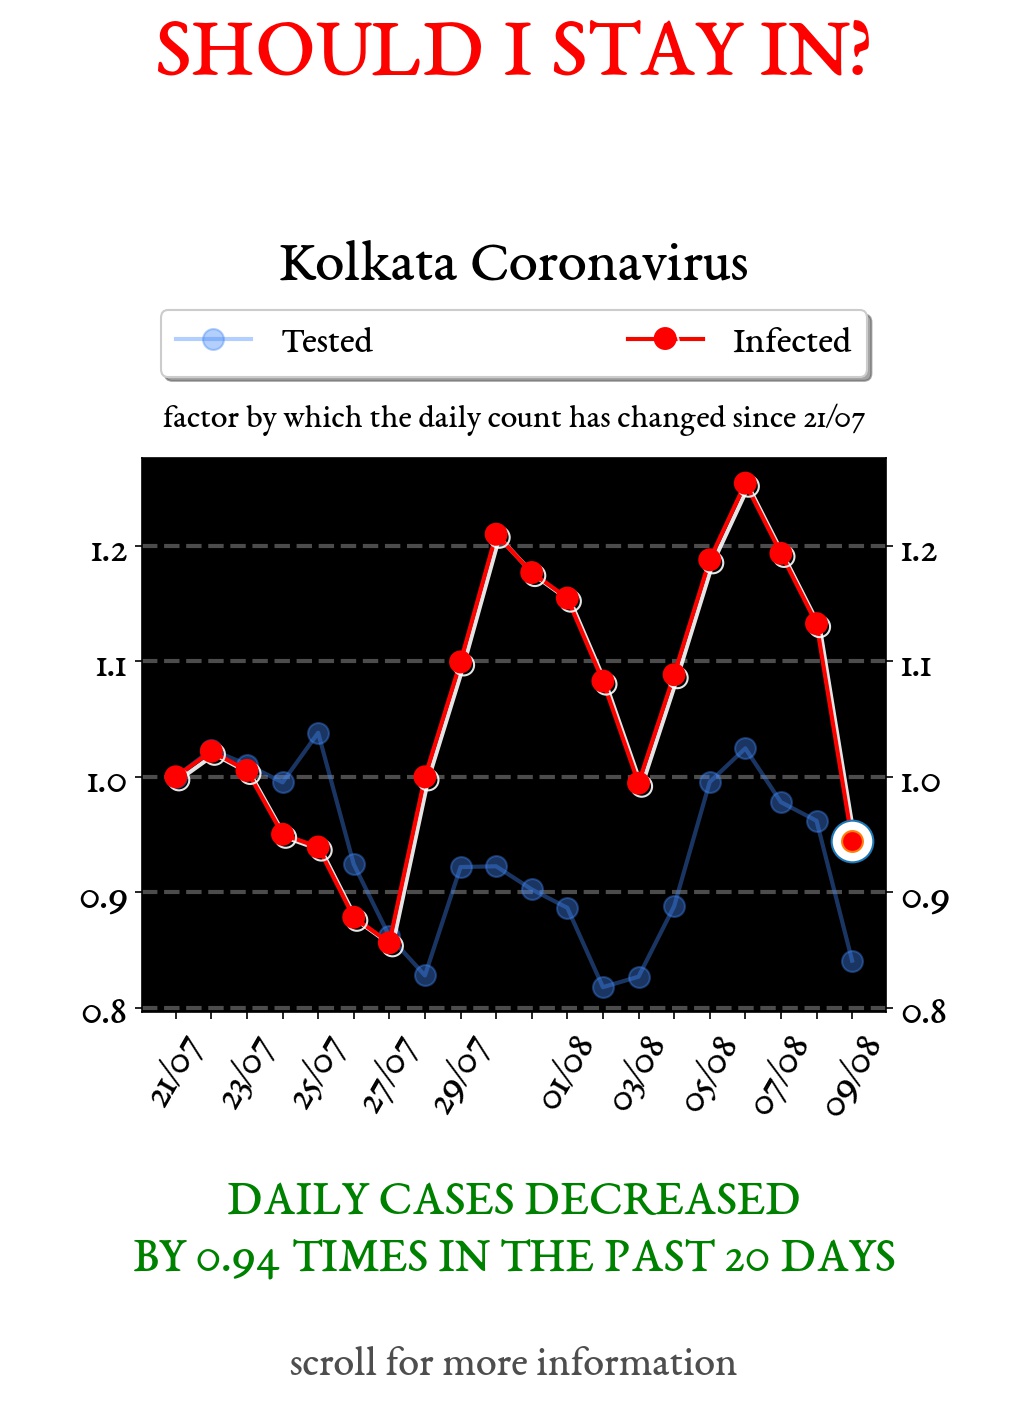 SHOULD I STAY IN?
Kolkata Coronavirus
Tested Infected
factor by which the daily count has changed since 21/07
1.2 1.2
1.1 1.1
1.0 1.0
0.9 0.9
0.8 0.8
21/07 23/07 25/07 27/07 29/07 01/08 03/08 05/08 07/08 09/08
DAILY CASES DECREASED
BY 0.94 TIMES IN THE PAST 20 DAYS
scroll for more information